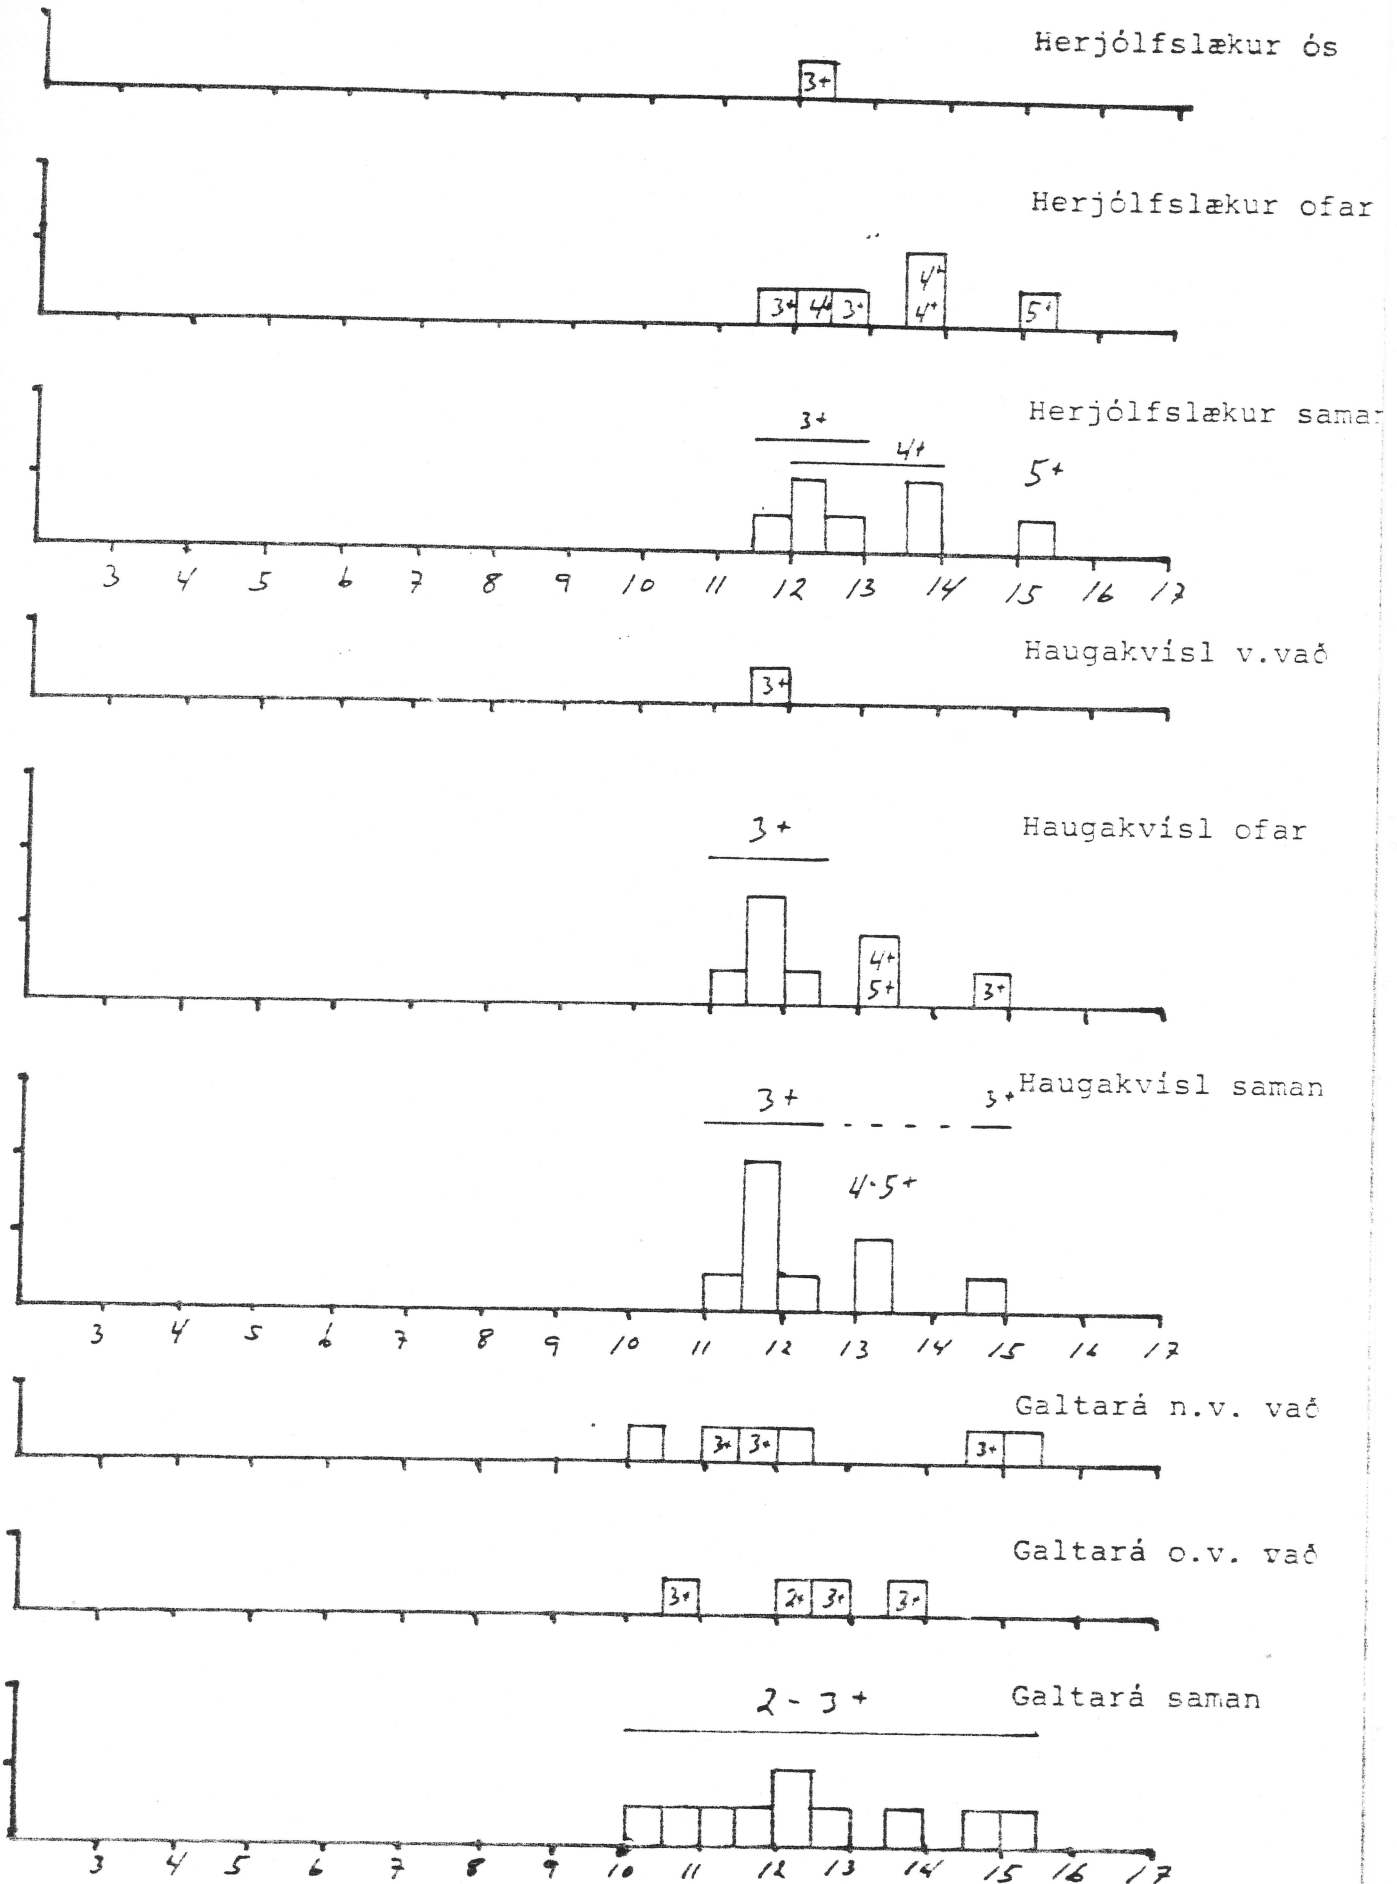 Herjólfslækur ós
3+
Herjólfslækur ofar
4+
3+ 4+ 3+ 4+ 5+
Herjólfslækur saman
3+
4+
5+
3 4 5 6 7 8 9 10 11 12 13 14 15 16 17
Haugakvísl v.vað
3+
Haugakvísl ofar
3+
4+
5+ 3+
Haugakvísl saman
3+ 3+
4-5+
3 4 5 6 7 8 9 10 11 12 13 14 15 16 17
Galtará n.v. vað
3+ 3+ 3+
Galtará o.v. vað
3+ 2+ 3+ 3+
Galtará saman
2-3+
3 4 5 6 7 8 9 10 11 12 13 14 15 16 17